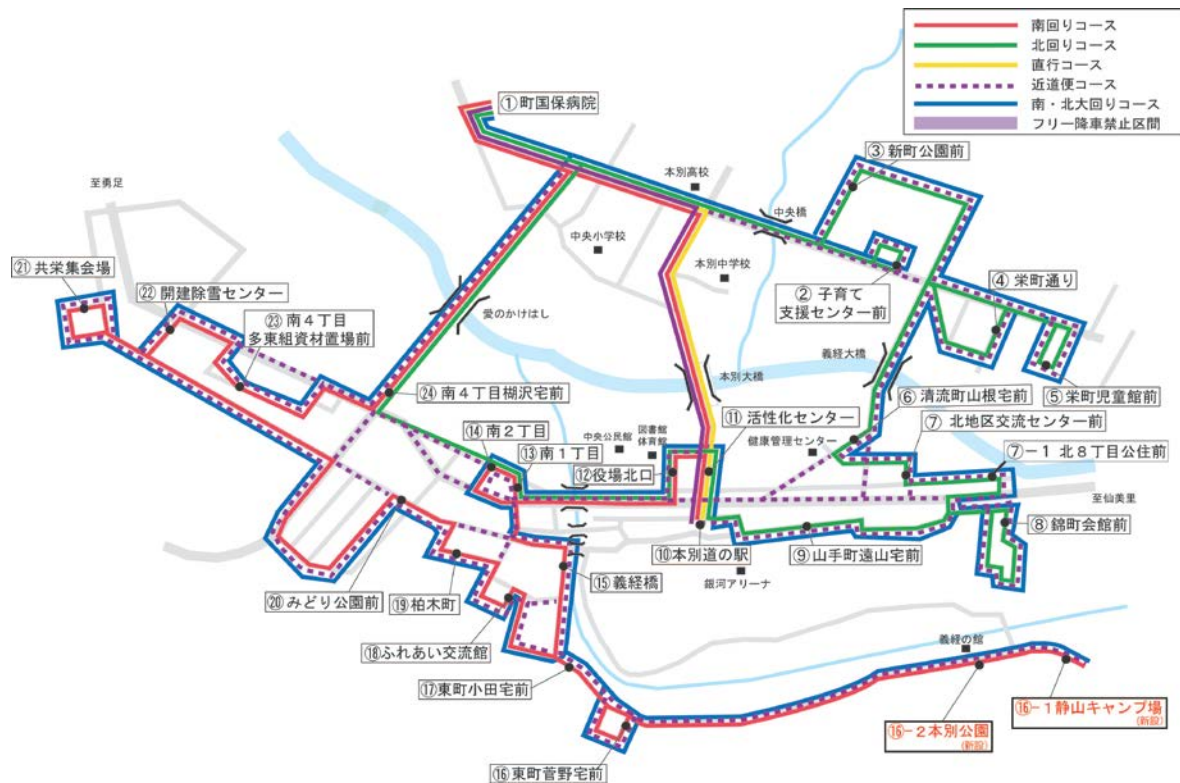 南回りコース
北回りコース
直行コース
近道便コース
南・北大回りコース
フリー降車禁止区間
①町国保病院
③新町公園前
本別高校
至勇足
中央橋
中央小学校
本別中学校
㉑共栄集会場
㉒開建除雪センター
②子育て
支援センター前
④栄町通り
㉓南4丁目
多東組資材置場前
愛のかけはし
義経大橋
本別大橋
⑤栄町児童館前
㉔南4丁目楜沢宅前
⑥清流町山根宅前
⑪活性化センター
⑭南2丁目
中央公民館
図書館
体育館
健康管理センター
⑦北地区交流センター前
⑬南1丁目
⑫役場北口
⑦-1 北8丁目公住前
至仙美里
⑧錦町会館前
⑩本別道の駅
⑨山手町遠山宅前
銀河アリーナ
⑮義経橋
⑳みどり公園前
⑲柏木町
⑱ふれあい交流館
義経の館
⑰東町小田宅前
⑯-1静山キャンプ場
(新設)
⑯-2本別公園
(新設)
⑯東町菅野宅前